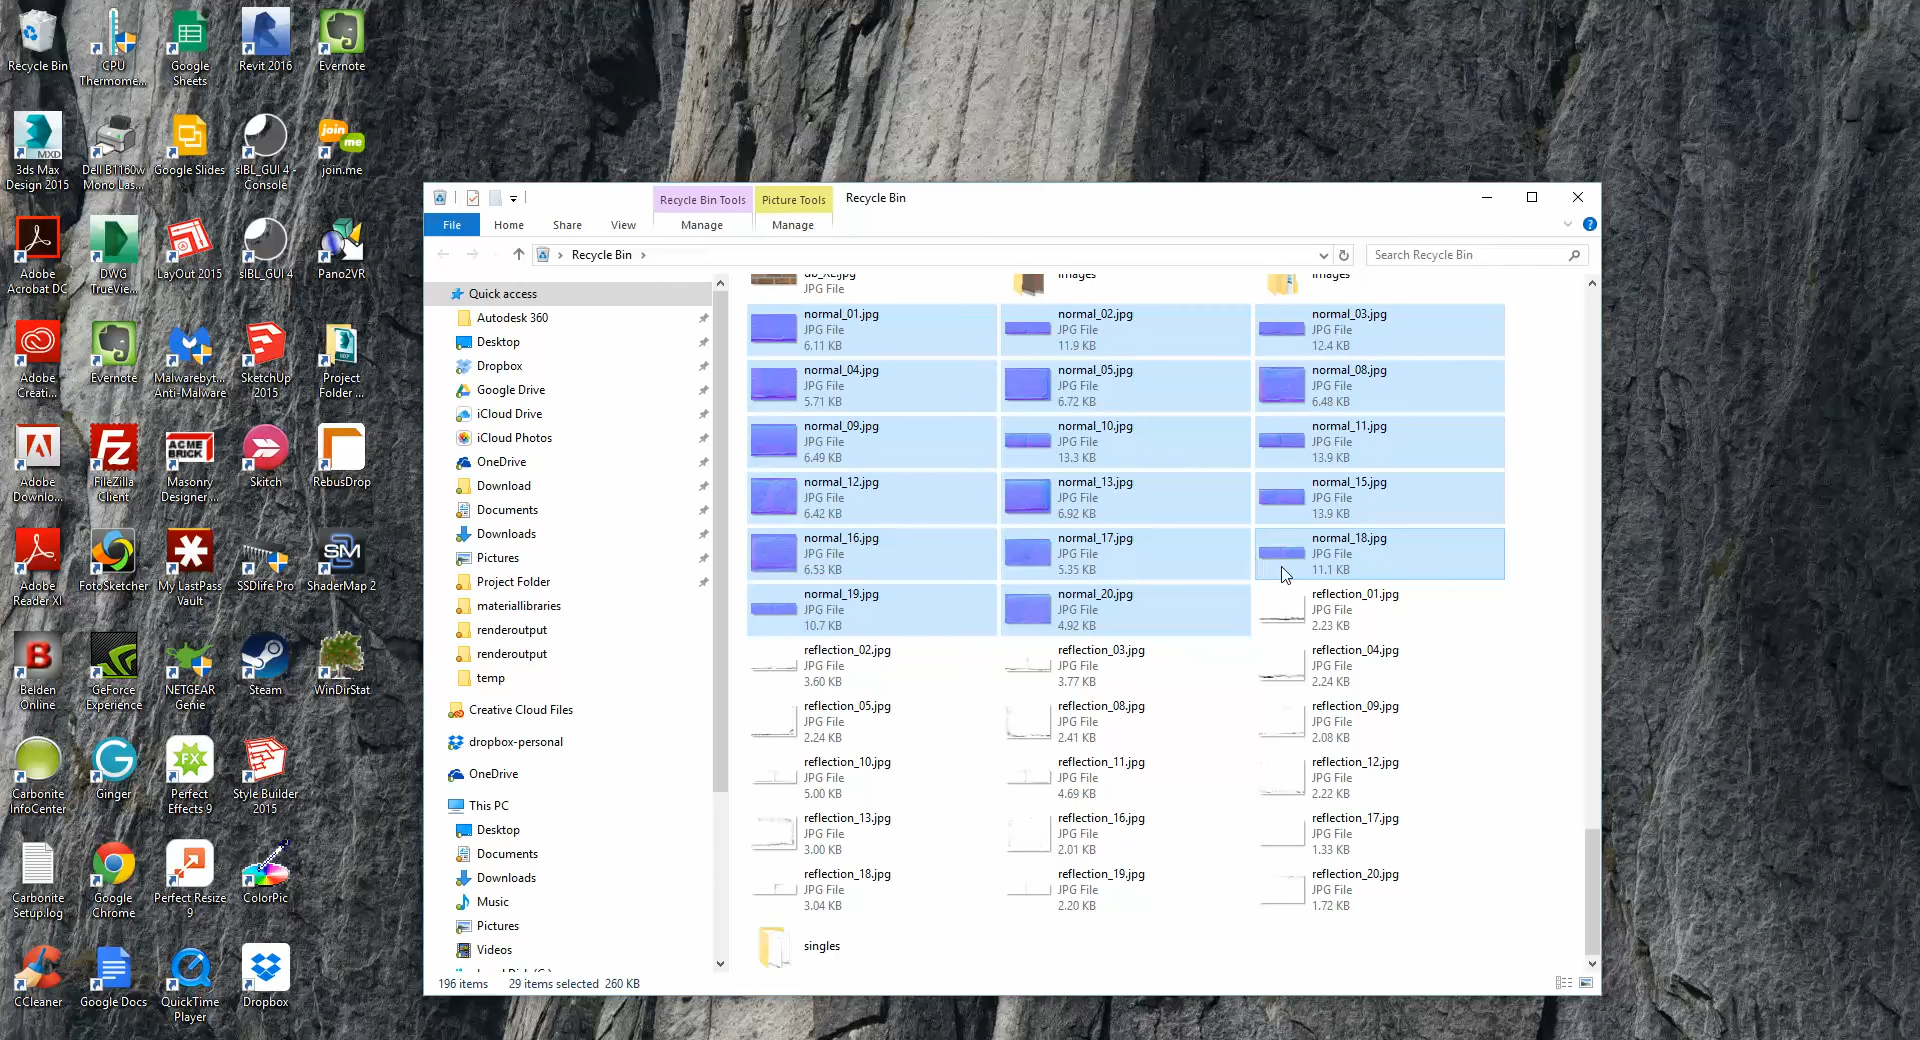 Recycle Bin
CPU
Thermome...
Google
Sheets
Revit 2016
Evernote
MXD
3ds Max
Design 2015
Dell B1160w
Mono Las...
Google Slides
sIBL_GUI 4 -
Console
join
me
join.me
Adobe
Acrobat DC
DWG
TrueVie...
LayOut 2015
sIBL_GUI 4
Pano2VR
Adobe
Creati...
Evernote
Malwarebyt...
Anti-Malware
SketchUp
2015
Project
Folder ...
Adobe
Downlo...
FileZilla
Client
ACME
BRICK
Masonry
Designer ...
Skitch
RebusDrop
Adobe
Reader XI
FotoSketcher
My LastPass
Vault
SSDlife Pro
SM
ShaderMap 2
Belden
Online
GeForce
Experience
NETGEAR
Genie
Steam
WinDirStat
Carbonite
InfoCenter
Ginger
FX
Perfect
Effects 9
Style Builder
2015
Carbonite
Setup.log
Google
Chrome
Perfect Resize
9
ColorPic
CCleaner
Google Docs
QuickTime
Player
Dropbox
Recycle Bin Tools
Picture Tools
Recycle Bin
File
Home
Share
View
Manage
Manage
Recycle Bin
Search Recycle Bin
Quick access
Autodesk 360
Desktop
Dropbox
Google Drive
iCloud Drive
iCloud Photos
OneDrive
Download
Documents
Downloads
Pictures
Project Folder
materiallibraries
renderoutput
renderoutput
temp
Creative Cloud Files
dropbox-personal
OneDrive
This PC
Desktop
Documents
Downloads
Music
Pictures
Videos
JPG File
images
images
normal_01.jpg
JPG File
6.11 KB
normal_02.jpg
JPG File
11.9 KB
normal_03.jpg
JPG File
12.4 KB
normal_04.jpg
JPG File
5.71 KB
normal_05.jpg
JPG File
6.72 KB
normal_08.jpg
JPG File
6.48 KB
normal_09.jpg
JPG File
6.49 KB
normal_10.jpg
JPG File
13.3 KB
normal_11.jpg
JPG File
13.9 KB
normal_12.jpg
JPG File
6.42 KB
normal_13.jpg
JPG File
6.92 KB
normal_15.jpg
JPG File
13.9 KB
normal_16.jpg
JPG File
6.53 KB
normal_17.jpg
JPG File
5.35 KB
normal_18.jpg
JPG File
11.1 KB
normal_19.jpg
JPG File
10.7 KB
normal_20.jpg
JPG File
4.92 KB
reflection_01.jpg
JPG File
2.23 KB
reflection_02.jpg
JPG File
3.60 KB
reflection_03.jpg
JPG File
3.77 KB
reflection_04.jpg
JPG File
2.24 KB
reflection_05.jpg
JPG File
2.24 KB
reflection_08.jpg
JPG File
2.41 KB
reflection_09.jpg
JPG File
2.08 KB
reflection_10.jpg
JPG File
5.00 KB
reflection_11.jpg
JPG File
4.69 KB
reflection_12.jpg
JPG File
2.22 KB
reflection_13.jpg
JPG File
3.00 KB
reflection_16.jpg
JPG File
2.01 KB
reflection_17.jpg
JPG File
1.33 KB
reflection_18.jpg
JPG File
3.04 KB
reflection_19.jpg
JPG File
2.20 KB
reflection_20.jpg
JPG File
1.72 KB
singles
196 items
29 items selected 260 KB